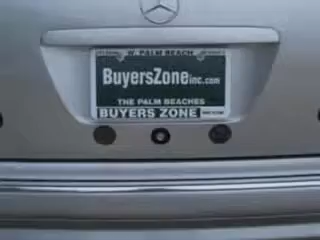 W. PALM BEACH
BuyersZoneinc.com
THE PALM BEACHES
BUYERS ZONE